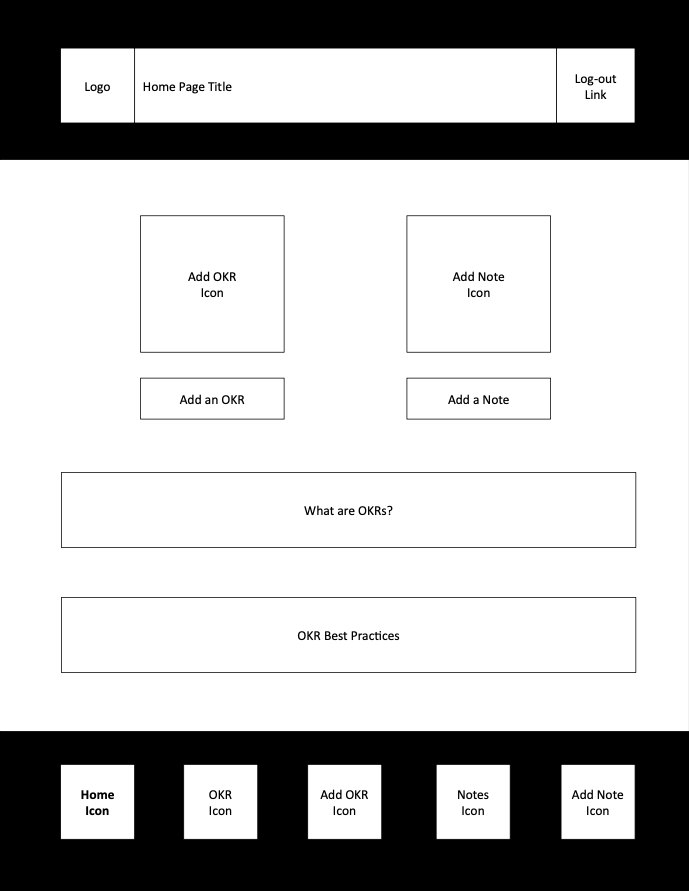 Logo
Home Page Title
Log-out
Link
Add OKR
Icon
Add Note
Icon
Add an OKR
Add a Note
What are OKRs?
OKR Best Practices
Home
Icon
OKR
Icon
Add OKR
Icon
Notes
Icon
Add Note
Icon